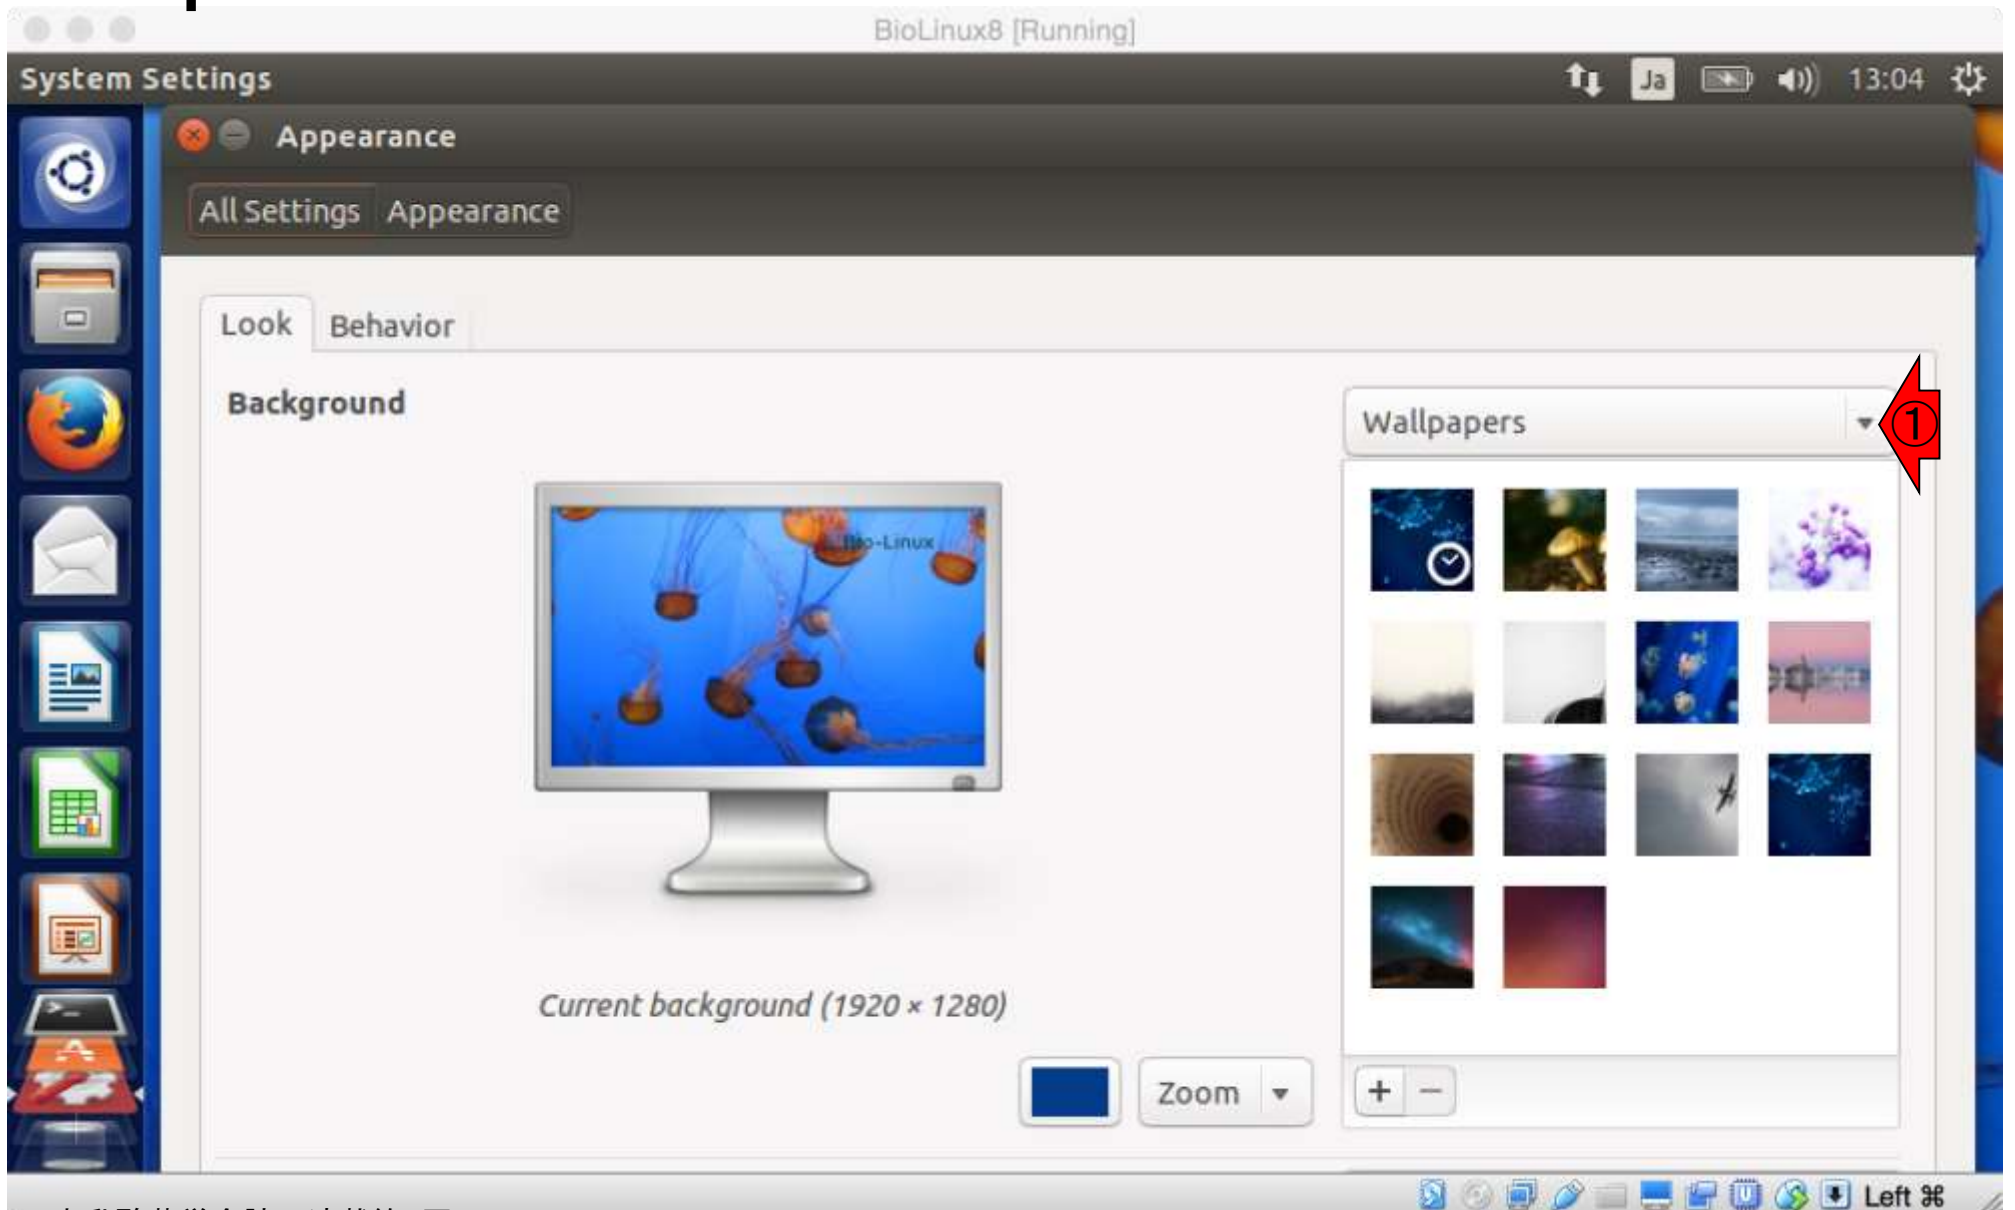 BioLinux8 [Running]
System Settings
Ja
13:04
Appearance
All Settings
Appearance
Look
Behavior
Background
Wallpapers
①
Bio-Linux
Current background (1920 × 1280)
Zoom
+ −
Left ⌘